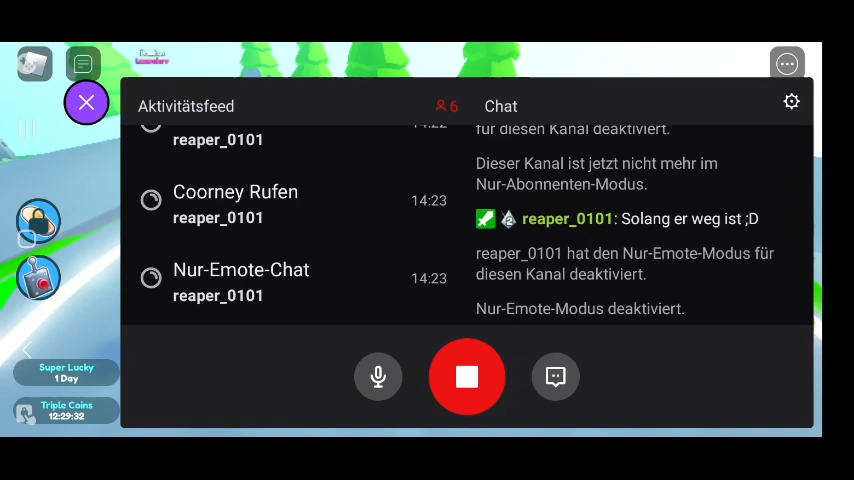 Aktivitätsfeed
6
Chat
14:22
reaper_0101
Coorney Rufen
14:23
reaper_0101
Nur-Emote-Chat
14:23
reaper_0101
für diesen Kanal deaktiviert.
Dieser Kanal ist jetzt nicht mehr im
Nur-Abonnenten-Modus.
2 reaper_0101: Solang er weg ist ;D
reaper_0101 hat den Nur-Emote-Modus für
diesen Kanal deaktiviert.
Nur-Emote-Modus deaktiviert.
Super Lucky
1 Day
Triple Coins
12:29:32